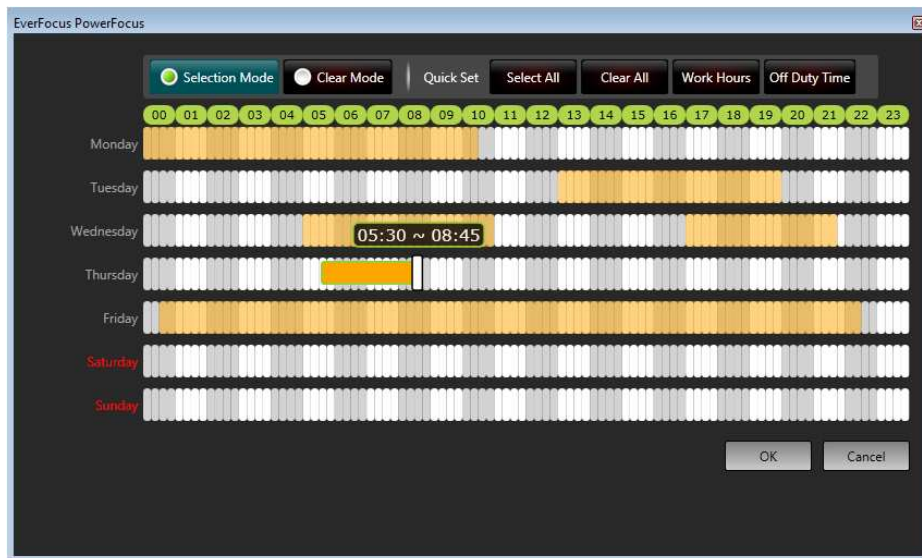 EverFocus PowerFocus
Selection Mode Clear Mode Quick Set Select All Clear All Work Hours Off Duty Time
00 01 02 03 04 05 06 07 08 09 10 11 12 13 14 15 16 17 18 19 20 21 22 23
Monday
Tuesday
Wednesday
05:30 ~ 08:45
Thursday
Friday
Saturday
Sunday
OK Cancel